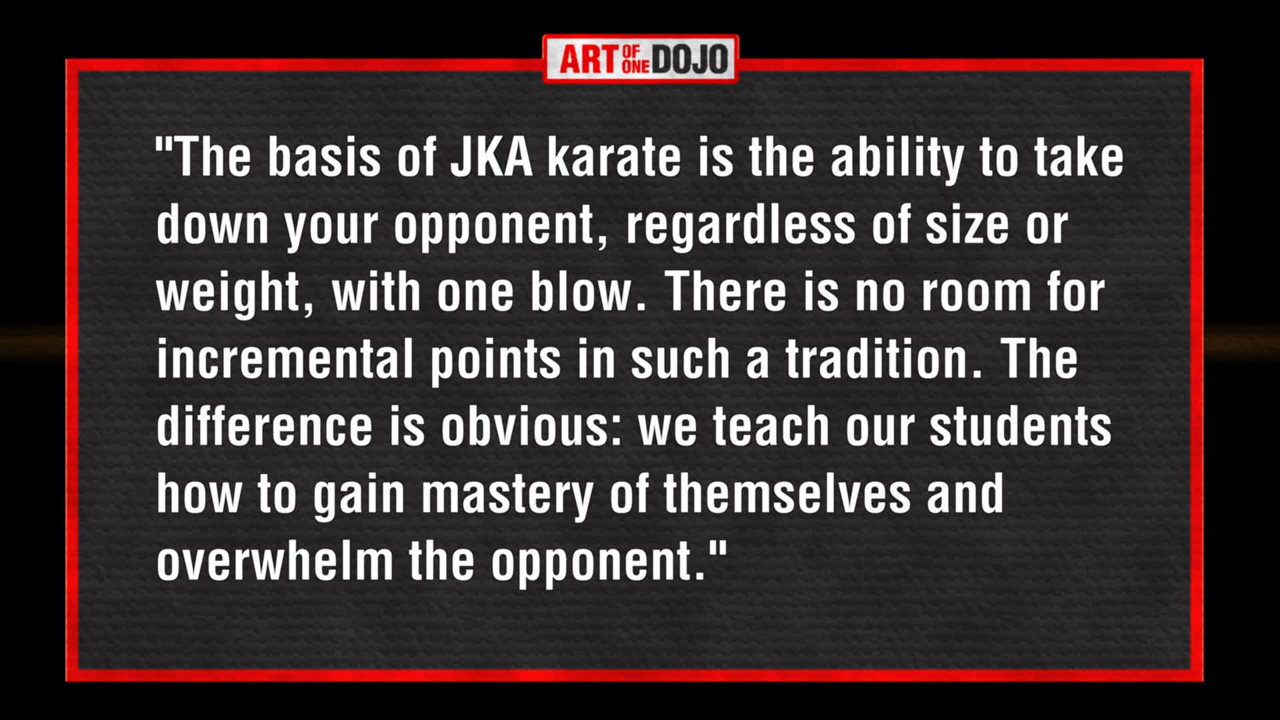 ART OF ONE DOJO
"The basis of JKA karate is the ability to take
down your opponent, regardless of size or
weight, with one blow. There is no room for
incremental points in such a tradition. The
difference is obvious: we teach our students
how to gain mastery of themselves and
overwhelm the opponent."